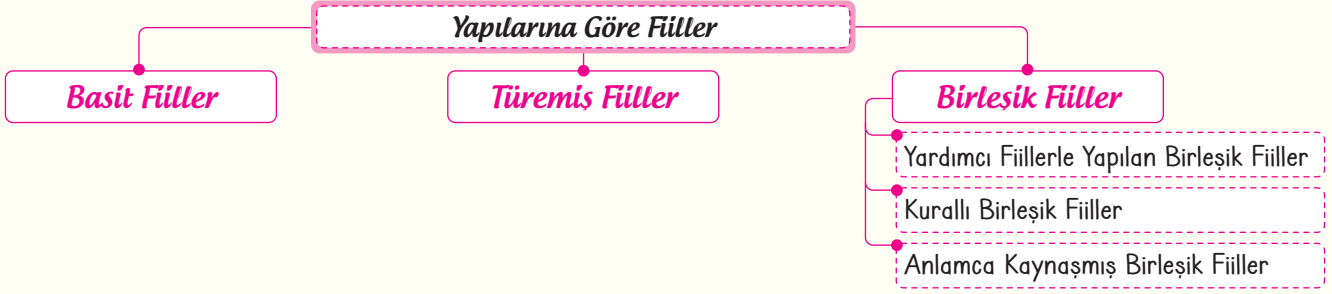 Yapılarına Göre Fiiller
Basit Fiiller
Türemiş Fiiller
Birleşik Fiiller
Yardımcı Fiillerle Yapılan Birleşik Fiiller
Kurallı Birleşik Fiiller
Anlamca Kaynaşmış Birleşik Fiiller